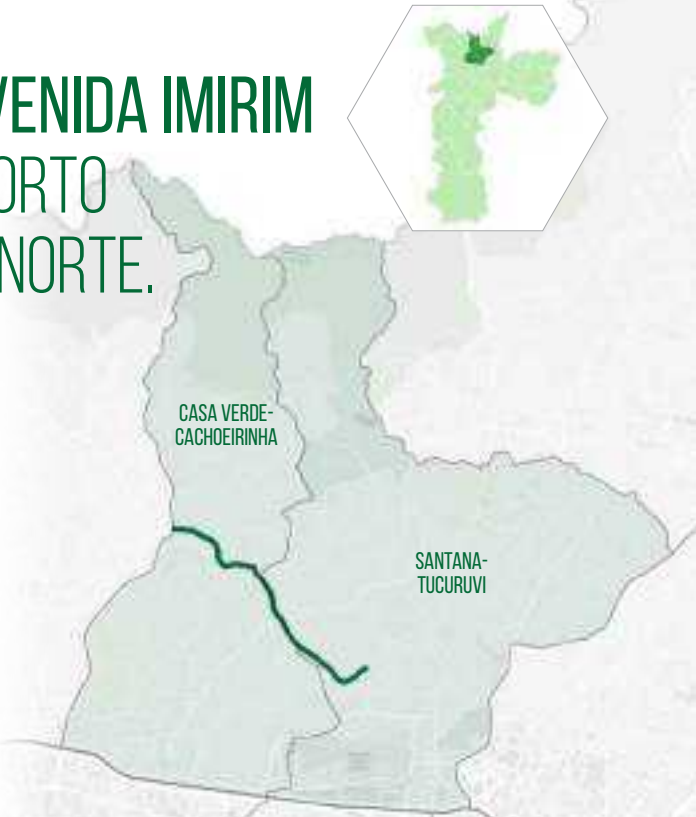 VENIDA IMIRIM
ORTO
NORTE.
CASA VERDE-
CACHOEIRINHA
SANTANA-
TUCURUVI